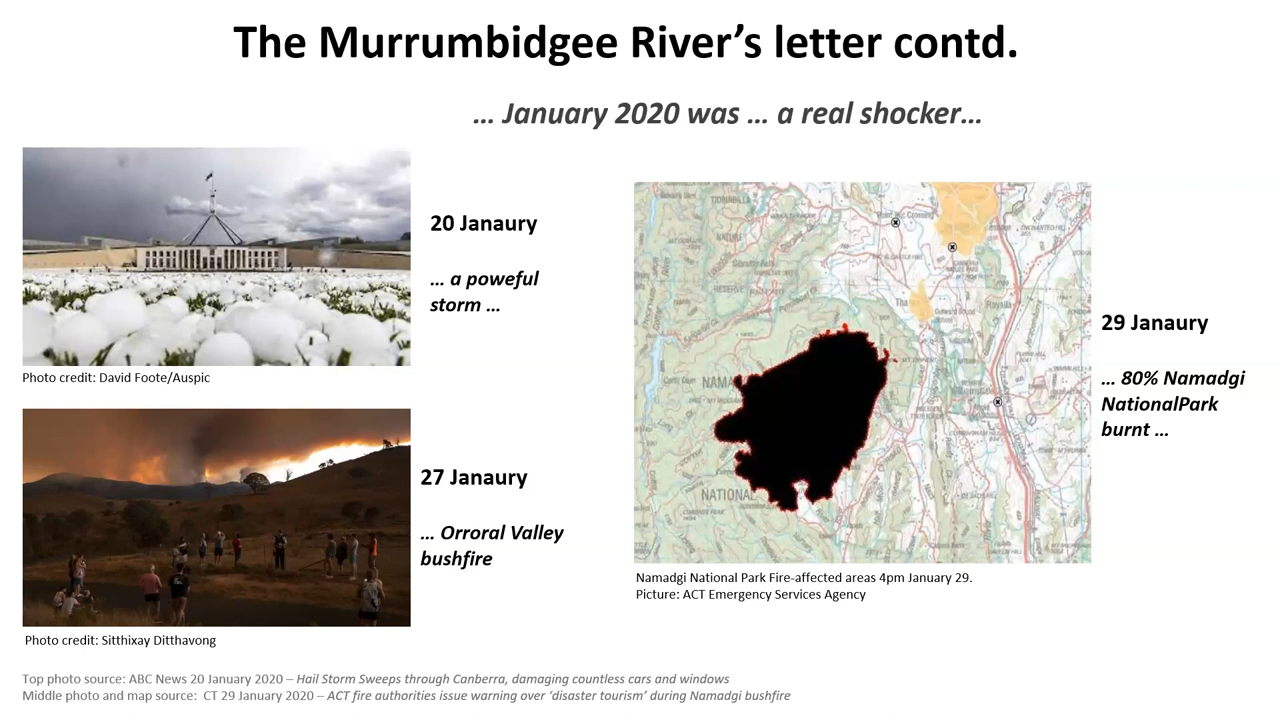 The Murrumbidgee River’s letter contd.
… January 2020 was … a real shocker…
20 Janaury
… a poweful
storm …
Photo credit: David Foote/Auspic
27 Janaury
… Orroral Valley
bushfire
Photo credit: Sitthixay Ditthavong
NATIONAL
Namadgi National Park Fire-affected areas 4pm January 29.
Picture: ACT Emergency Services Agency
29 Janaury
… 80% Namadgi
NationalPark
burnt …
Top photo source: ABC News 20 January 2020 – Hail Storm Sweeps through Canberra, damaging countless cars and windows
Middle photo and map source:  CT 29 January 2020 – ACT fire authorities issue warning over ‘disaster tourism’ during Namadgi bushfire